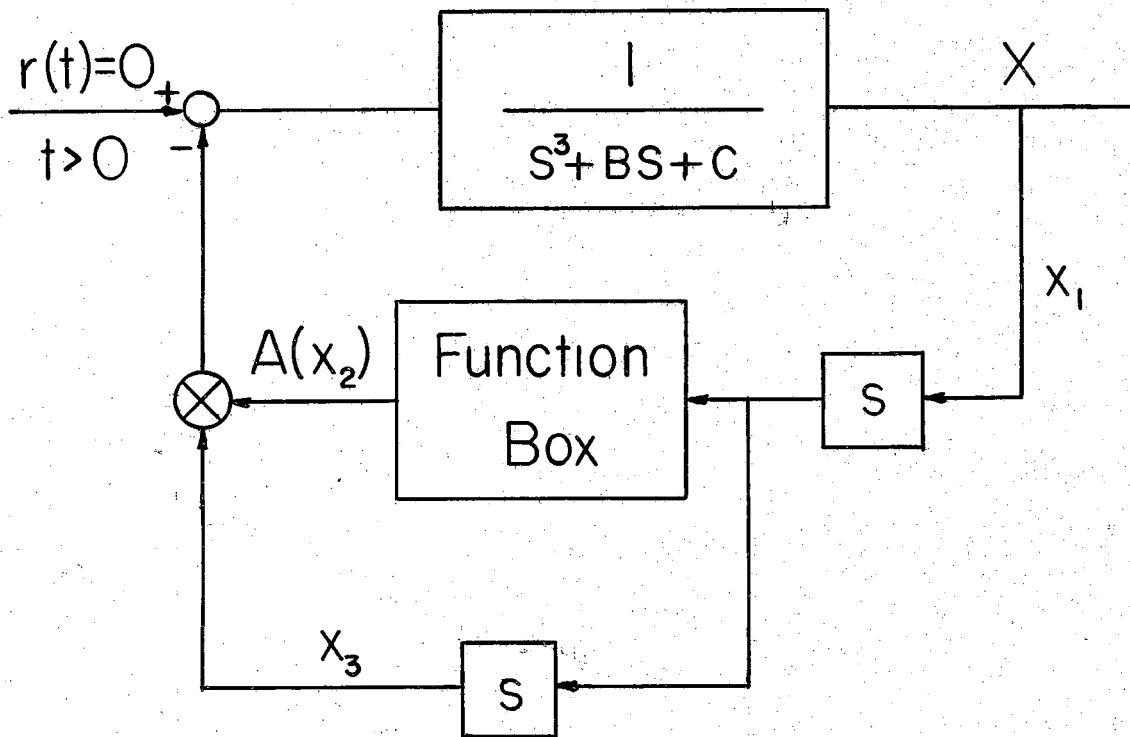 r(t)=0
+
t>0
-
1
S³+BS+C
X
x₁
A(x₂)
Function
Box
S
x₃
S